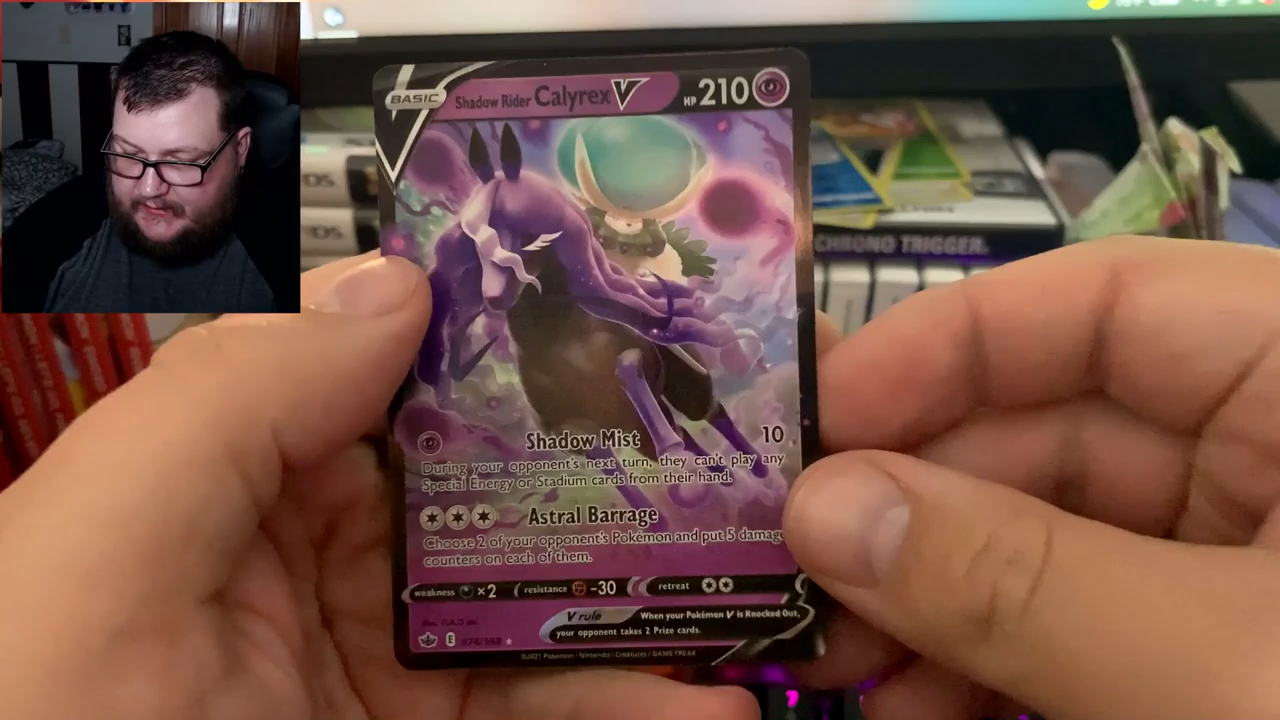 BASIC Shadow Rider Calyrex V HP 210
Shadow Mist 10
During your opponent's next turn, they can't play any
Special Energy or Stadium cards from their hand.
Astral Barrage
Choose 2 of your opponent's Pokémon and put 5 damage
counters on each of them.
weakness ×2 resistance -30 retreat
V rule When your Pokémon V is Knocked Out,
your opponent takes 2 Prize cards.
E
©2021 Pokémon / Nintendo / Creatures / GAME FREAK
CHRONO TRIGGER
DS
DS